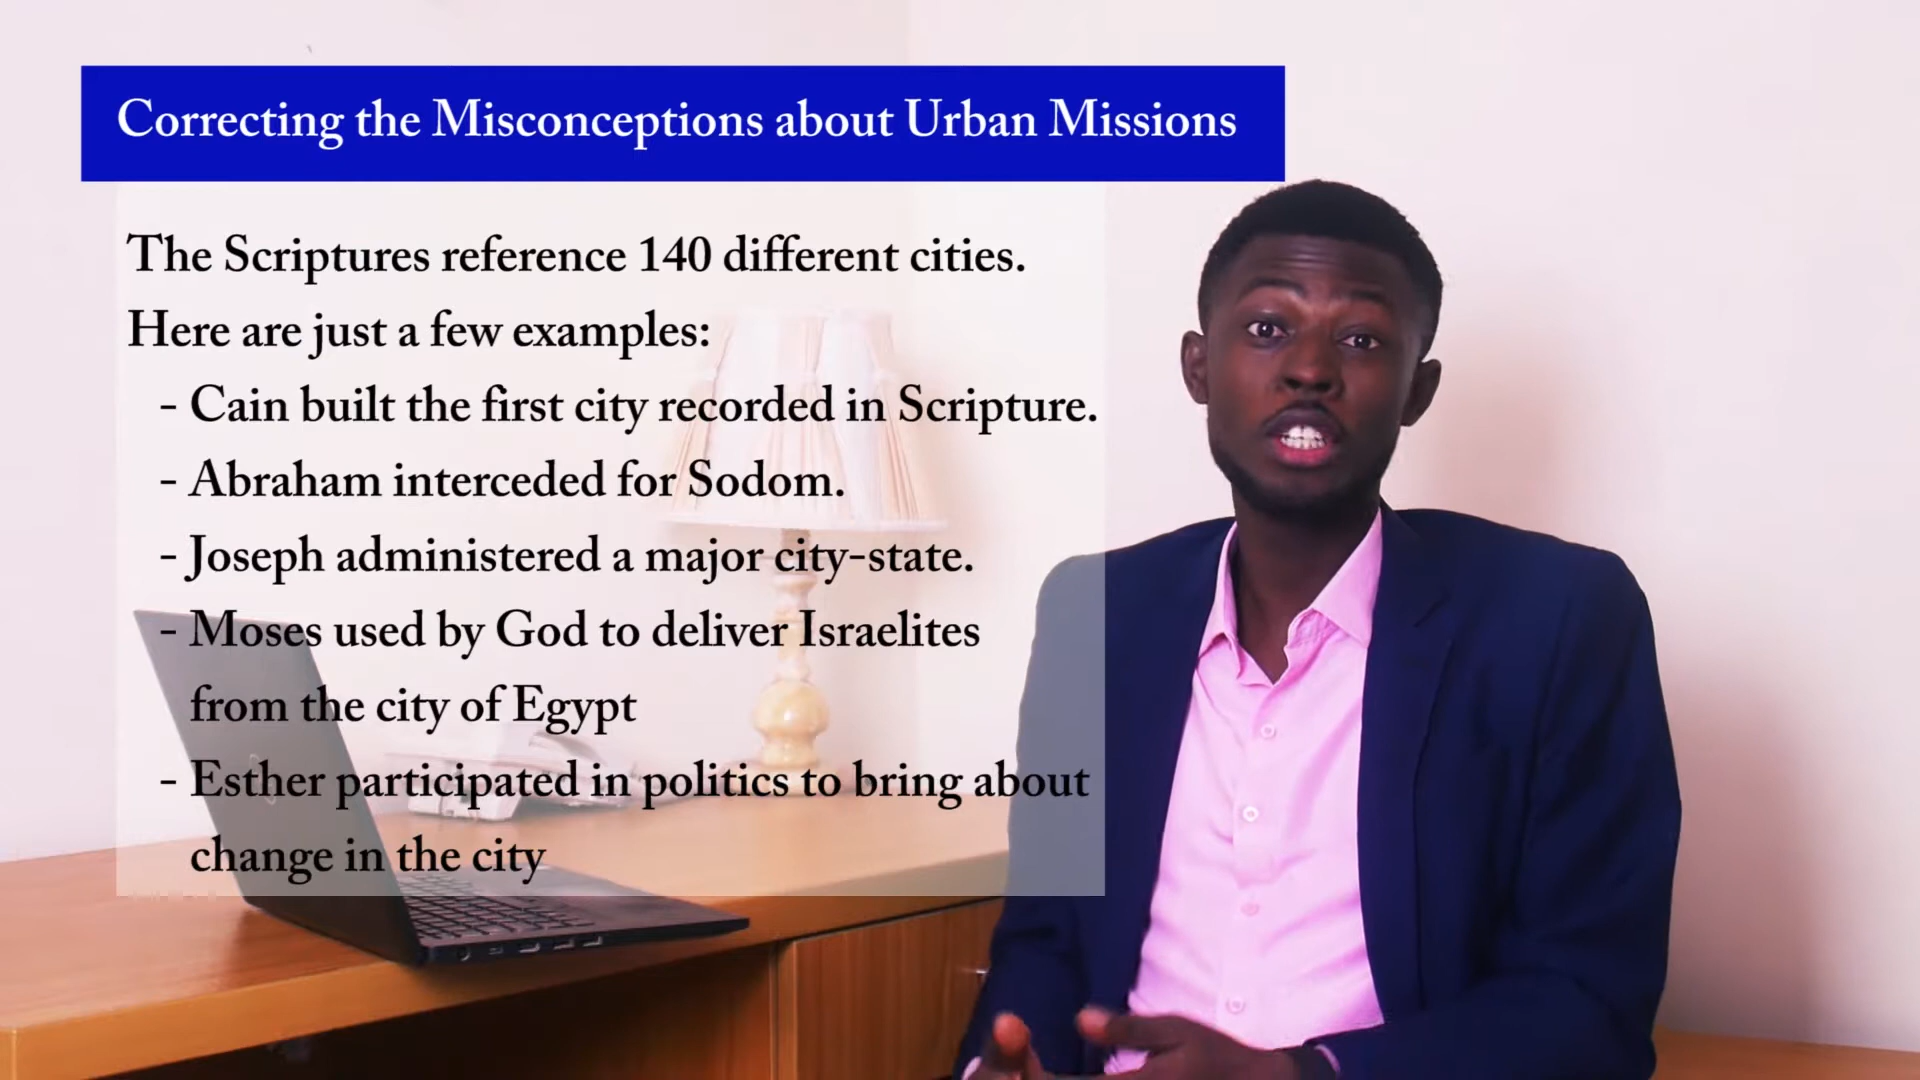 Correcting the Misconceptions about Urban Missions
The Scriptures reference 140 different cities.
Here are just a few examples:
- Cain built the first city recorded in Scripture.
- Abraham interceded for Sodom.
- Joseph administered a major city-state.
- Moses used by God to deliver Israelites
from the city of Egypt
- Esther participated in politics to bring about
change in the city